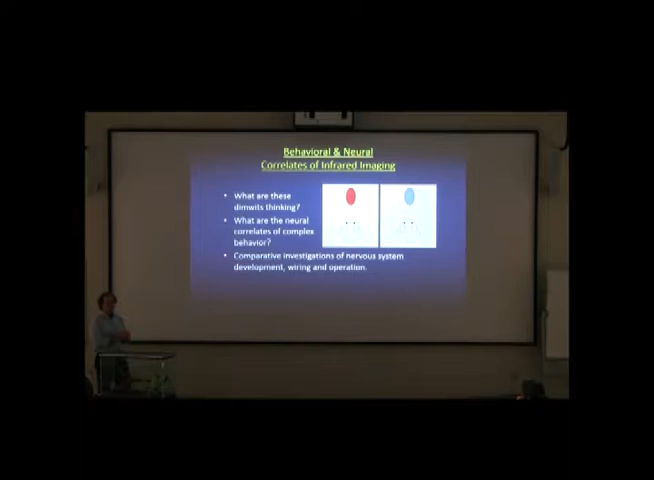 Behavioral & Neural
Correlates of Infrared Imaging
• What are these
dimwits thinking?
• What are the neural
correlates of complex
behavior?
• Comparative investigations of nervous system
development, wiring and operation.